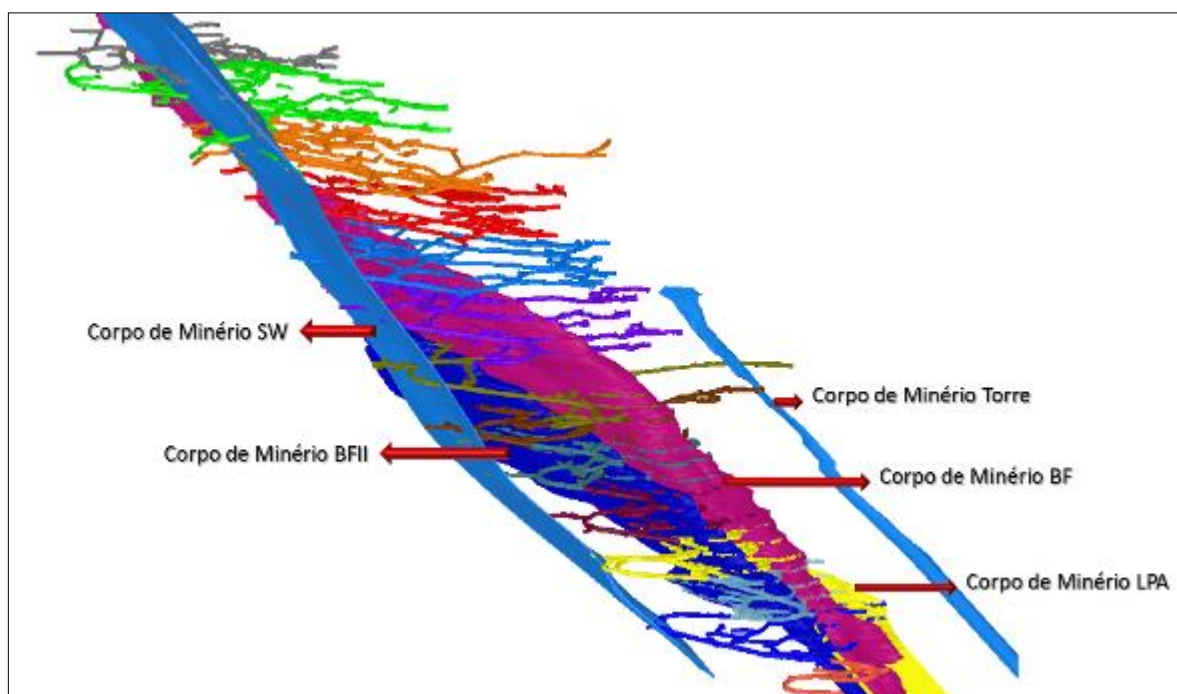 Corpo de Minério SW
Corpo de Minério Torre
Corpo de Minério BFII
Corpo de Minério BF
Corpo de Minério LPA